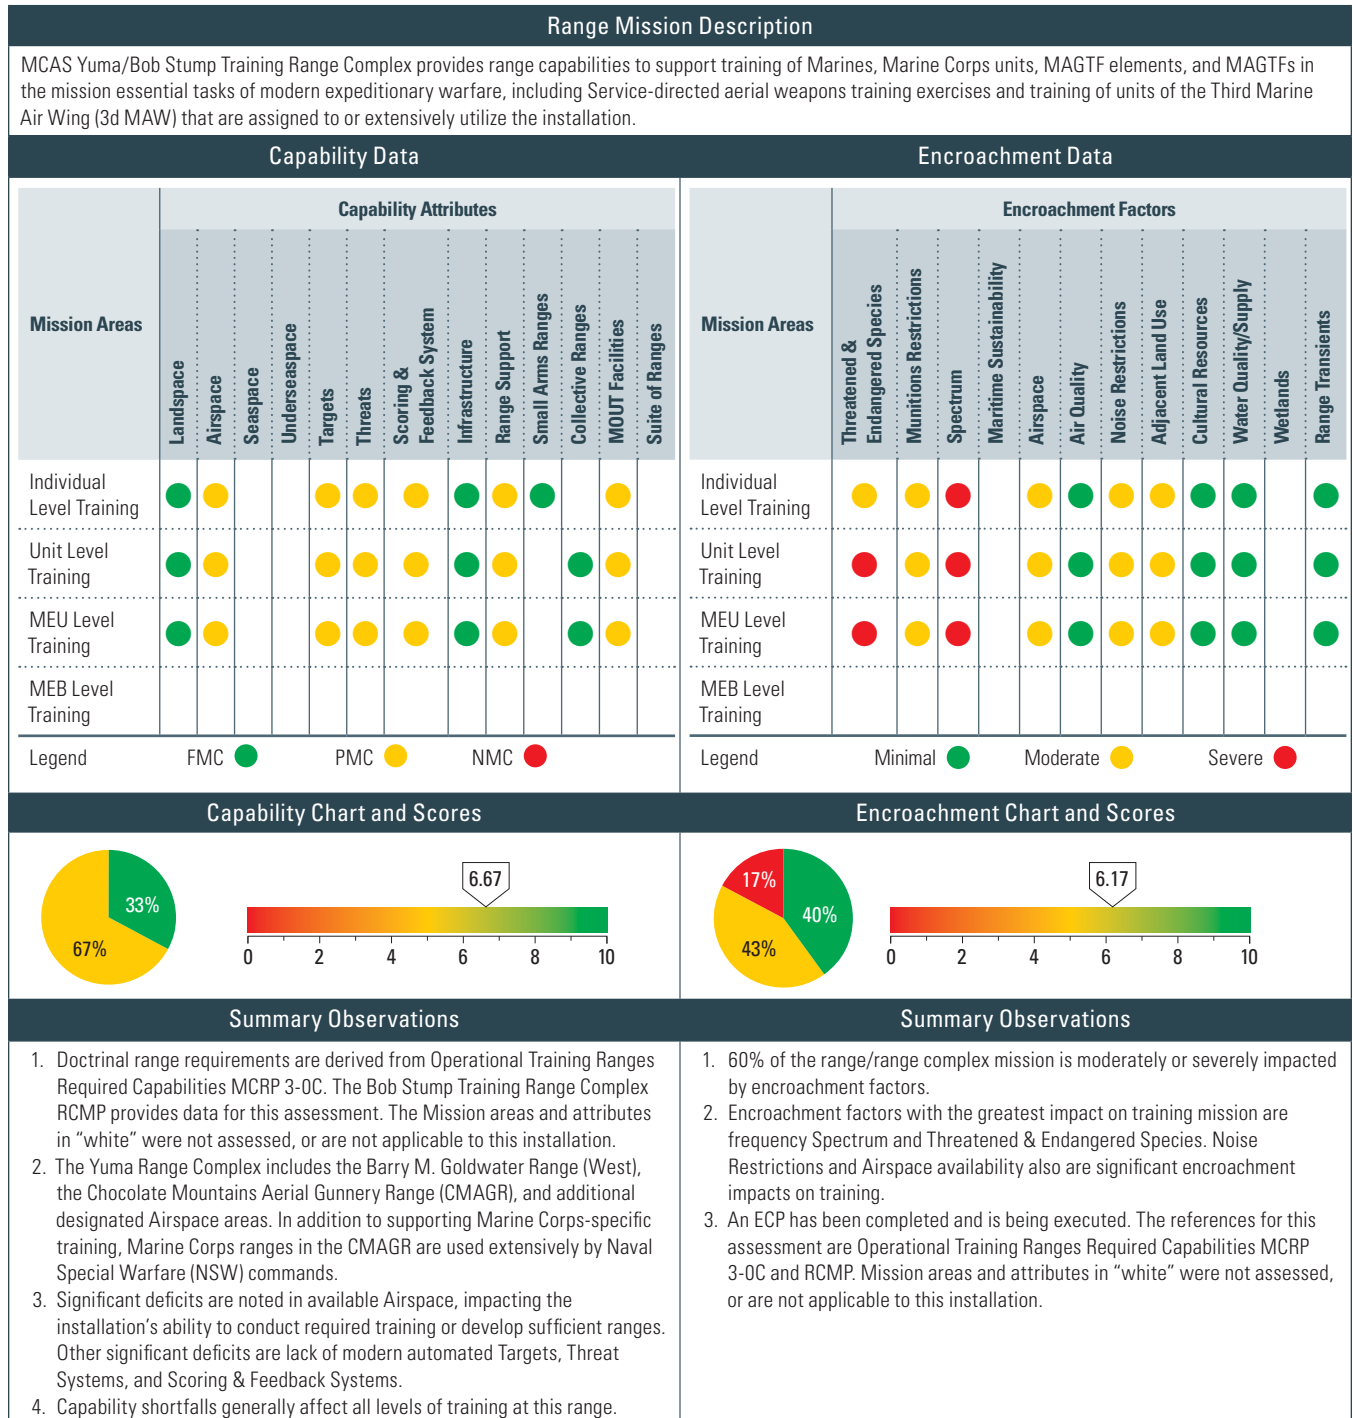 Range Mission Description
MCAS Yuma/Bob Stump Training Range Complex provides range capabilities to support training of Marines, Marine Corps units, MAGTF elements, and MAGTFs in
the mission essential tasks of modern expeditionary warfare, including Service-directed aerial weapons training exercises and training of units of the Third Marine
Air Wing (3d MAW) that are assigned to or extensively utilize the installation.
Capability Data
Mission Areas
Capability Attributes
Landspace
Airspace
Seaspace
Underseaspace
Targets
Threats
Scoring &
Feedback System
Infrastructure
Range Support
Small Arms Ranges
Collective Ranges
MOUT Facilities
Suite of Ranges
Individual
Level Training
Unit Level
Training
MEU Level
Training
MEB Level
Training
Legend FMC PMC NMC
Encroachment Data
Mission Areas
Encroachment Factors
Threatened &
Endangered Species
Munitions Restrictions
Spectrum
Maritime Sustainability
Airspace
Air Quality
Noise Restrictions
Adjacent Land Use
Cultural Resources
Water Quality/Supply
Wetlands
Range Transients
Individual
Level Training
Unit Level
Training
MEU Level
Training
MEB Level
Training
Legend Minimal Moderate Severe
Capability Chart and Scores
33%
67%
6.67
0 2 4 6 8 10
Encroachment Chart and Scores
17%
40%
43%
6.17
0 2 4 6 8 10
Summary Observations
1. Doctrinal range requirements are derived from Operational Training Ranges
Required Capabilities MCRP 3-0C. The Bob Stump Training Range Complex
RCMP provides data for this assessment. The Mission areas and attributes
in “white” were not assessed, or are not applicable to this installation.
2. The Yuma Range Complex includes the Barry M. Goldwater Range (West),
the Chocolate Mountains Aerial Gunnery Range (CMAGR), and additional
designated Airspace areas. In addition to supporting Marine Corps-specific
training, Marine Corps ranges in the CMAGR are used extensively by Naval
Special Warfare (NSW) commands.
3. Significant deficits are noted in available Airspace, impacting the
installation’s ability to conduct required training or develop sufficient ranges.
Other significant deficits are lack of modern automated Targets, Threat
Systems, and Scoring & Feedback Systems.
4. Capability shortfalls generally affect all levels of training at this range.
Summary Observations
1. 60% of the range/range complex mission is moderately or severely impacted
by encroachment factors.
2. Encroachment factors with the greatest impact on training mission are
frequency Spectrum and Threatened & Endangered Species. Noise
Restrictions and Airspace availability also are significant encroachment
impacts on training.
3. An ECP has been completed and is being executed. The references for this
assessment are Operational Training Ranges Required Capabilities MCRP
3-0C and RCMP. Mission areas and attributes in “white” were not assessed,
or are not applicable to this installation.